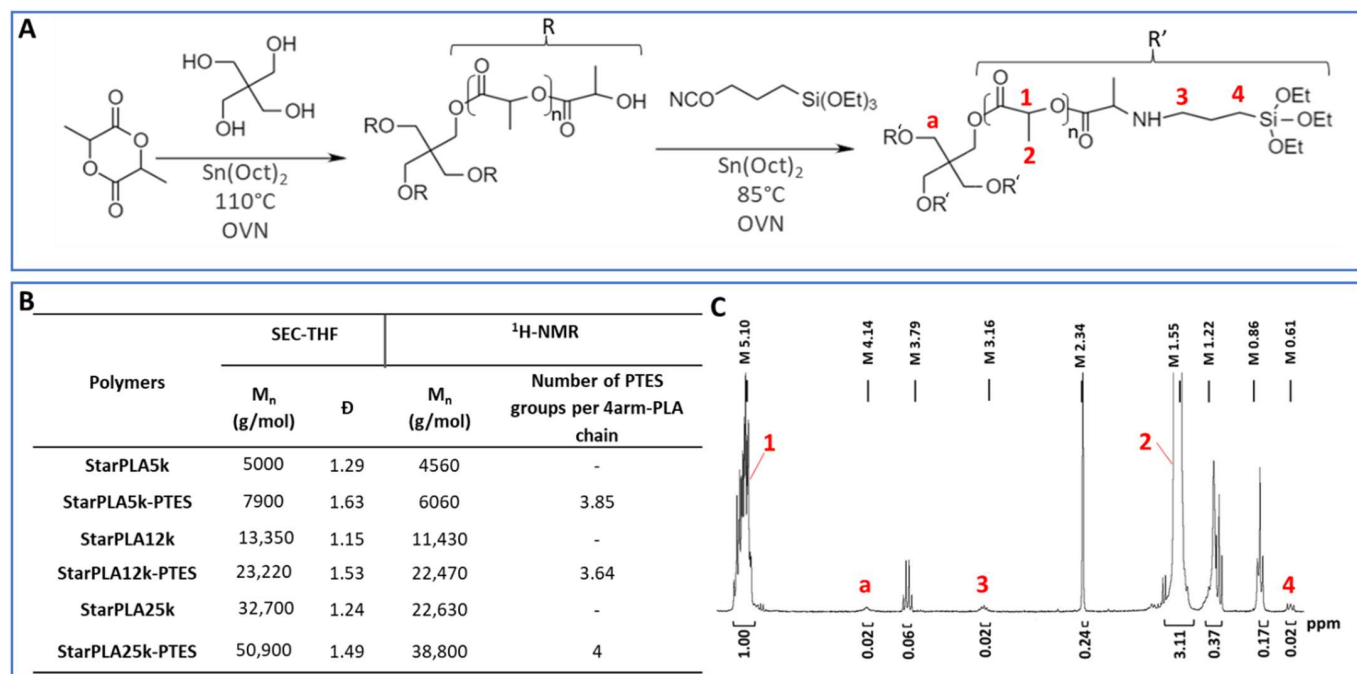 A
R
R'
HO
OH
HO
OH
O
O
O
O
Sn(Oct)2
110°C
OVN
O
O
n
O
OH
O
RO
OR
OR
NCO
Si(OEt)3
Sn(Oct)2
85°C
OVN
a
O
O
1
O
n
2
O
NH
3
4
Si
OEt
O
OEt
OEt
R'O
OR'
OR'
B
SEC-THF
1H-NMR
Polymers
Mn (g/mol)
Đ
Mn (g/mol)
Number of PTES groups per 4arm-PLA chain
StarPLA5k 5000 1.29 4560 -
StarPLA5k-PTES 7900 1.63 6060 3.85
StarPLA12k 13,350 1.15 11,430 -
StarPLA12k-PTES 23,220 1.53 22,470 3.64
StarPLA25k 32,700 1.24 22,630 -
StarPLA25k-PTES 50,900 1.49 38,800 4
C
M 5.10
M 4.14
M 3.79
M 3.16
M 2.34
M 1.55
M 1.22
M 0.86
M 0.61
1
a
3
2
4
ppm
1.00
0.02
0.06
0.02
0.24
3.11
0.37
0.17
0.02